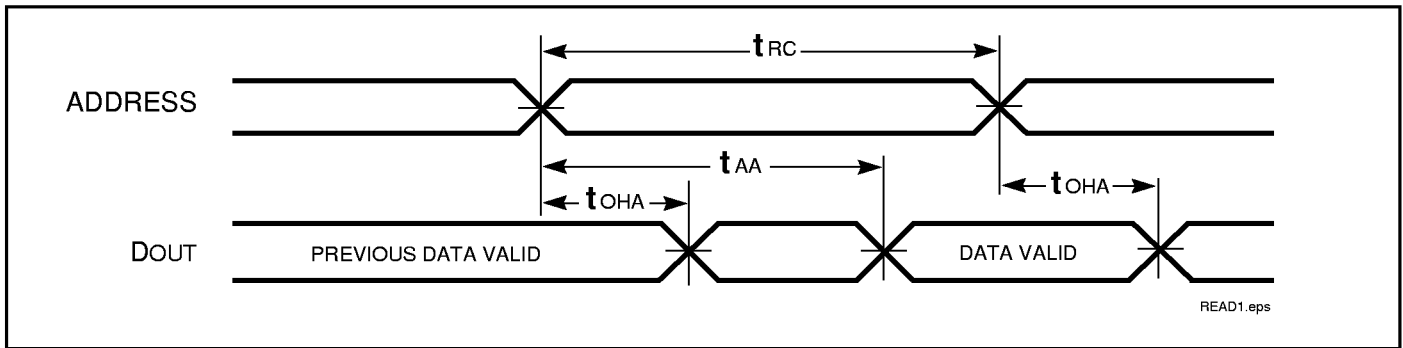 tRC
ADDRESS
tAA
tOHA
tOHA
DOUT
PREVIOUS DATA VALID
DATA VALID
READ1.eps